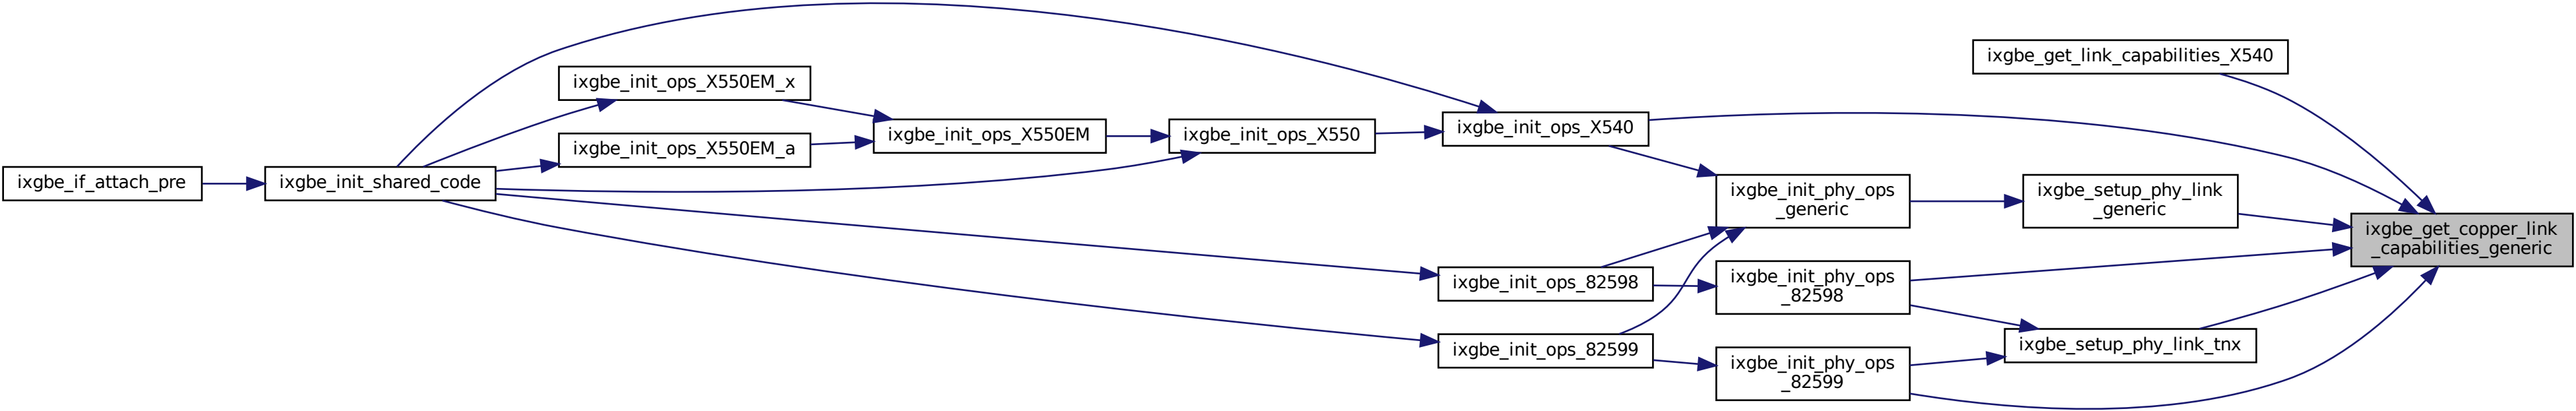 ixgbe_if_attach_pre
ixgbe_init_shared_code
ixgbe_init_ops_X550EM_x
ixgbe_init_ops_X550EM_a
ixgbe_init_ops_X550EM
ixgbe_init_ops_X550
ixgbe_init_ops_X540
ixgbe_init_ops_82598
ixgbe_init_ops_82599
ixgbe_init_phy_ops
_generic
ixgbe_init_phy_ops
_82598
ixgbe_init_phy_ops
_82599
ixgbe_get_link_capabilities_X540
ixgbe_setup_phy_link
_generic
ixgbe_setup_phy_link_tnx
ixgbe_get_copper_link
_capabilities_generic